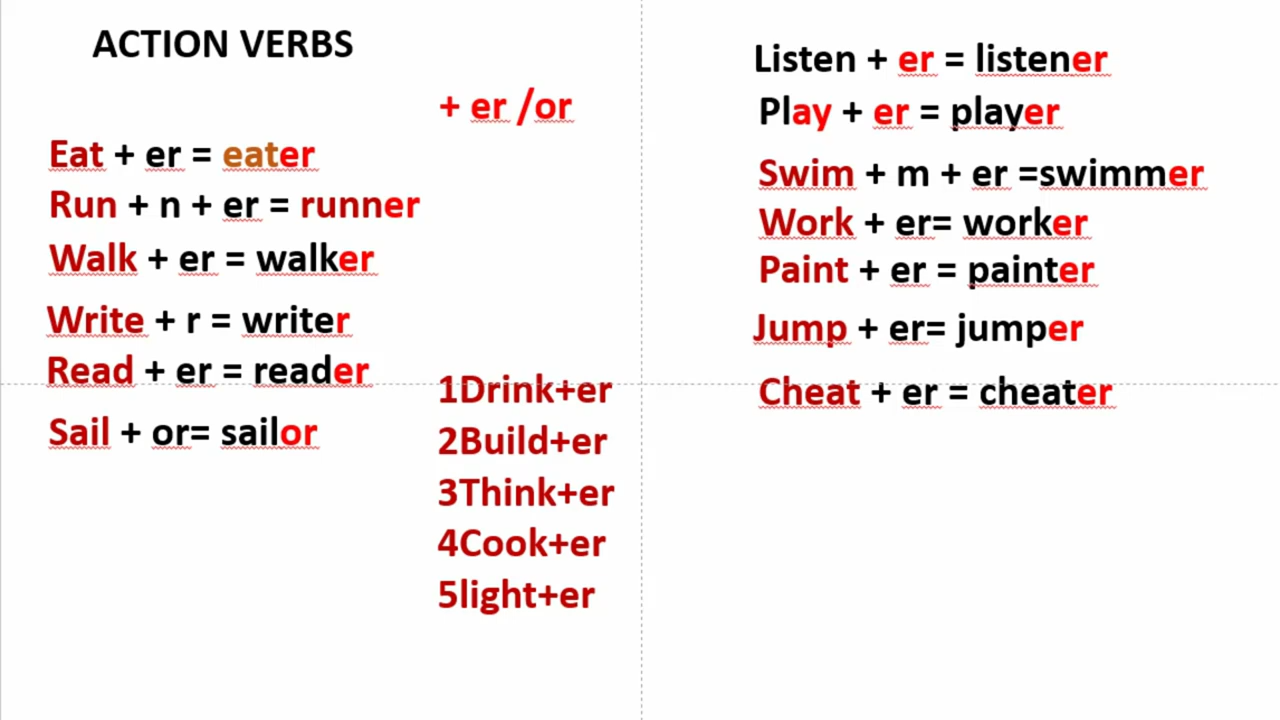 ACTION VERBS
+ er /or
Eat + er = eater
Run + n + er = runner
Walk + er = walker
Write + r = writer
Read + er = reader
Sail + or= sailor
1Drink+er
2Build+er
3Think+er
4Cook+er
5light+er
Listen + er = listener
Play + er = player
Swim + m + er =swimmer
Work + er= worker
Paint + er = painter
Jump + er= jumper
Cheat + er = cheater